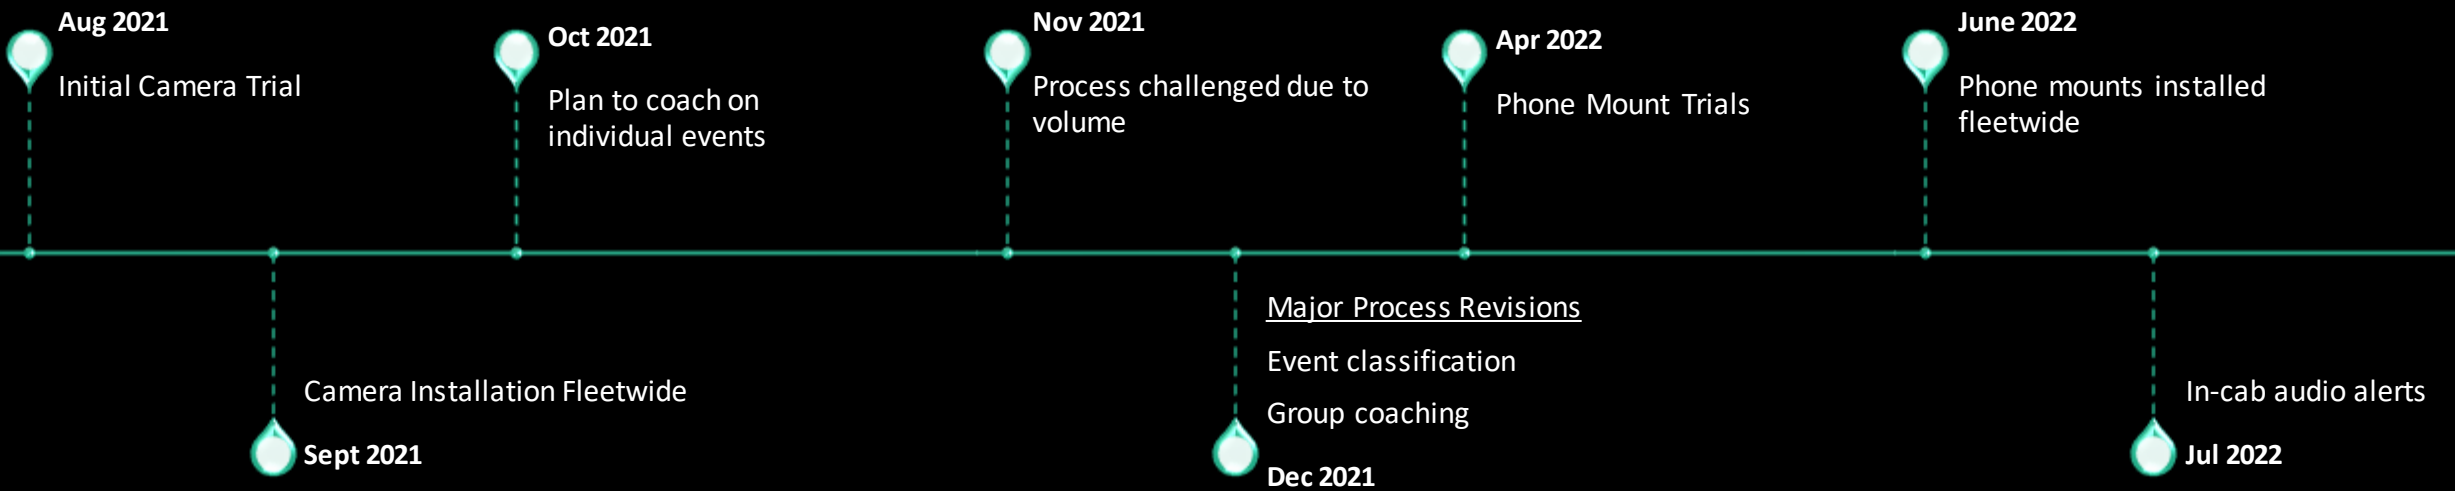 Aug 2021
Initial Camera Trial
Camera Installation Fleetwide
Sept 2021
Oct 2021
Plan to coach on
individual events
Nov 2021
Process challenged due to
volume
Major Process Revisions
Event classification
Group coaching
Dec 2021
Apr 2022
Phone Mount Trials
June 2022
Phone mounts installed
fleetwide
In-cab audio alerts
Jul 2022